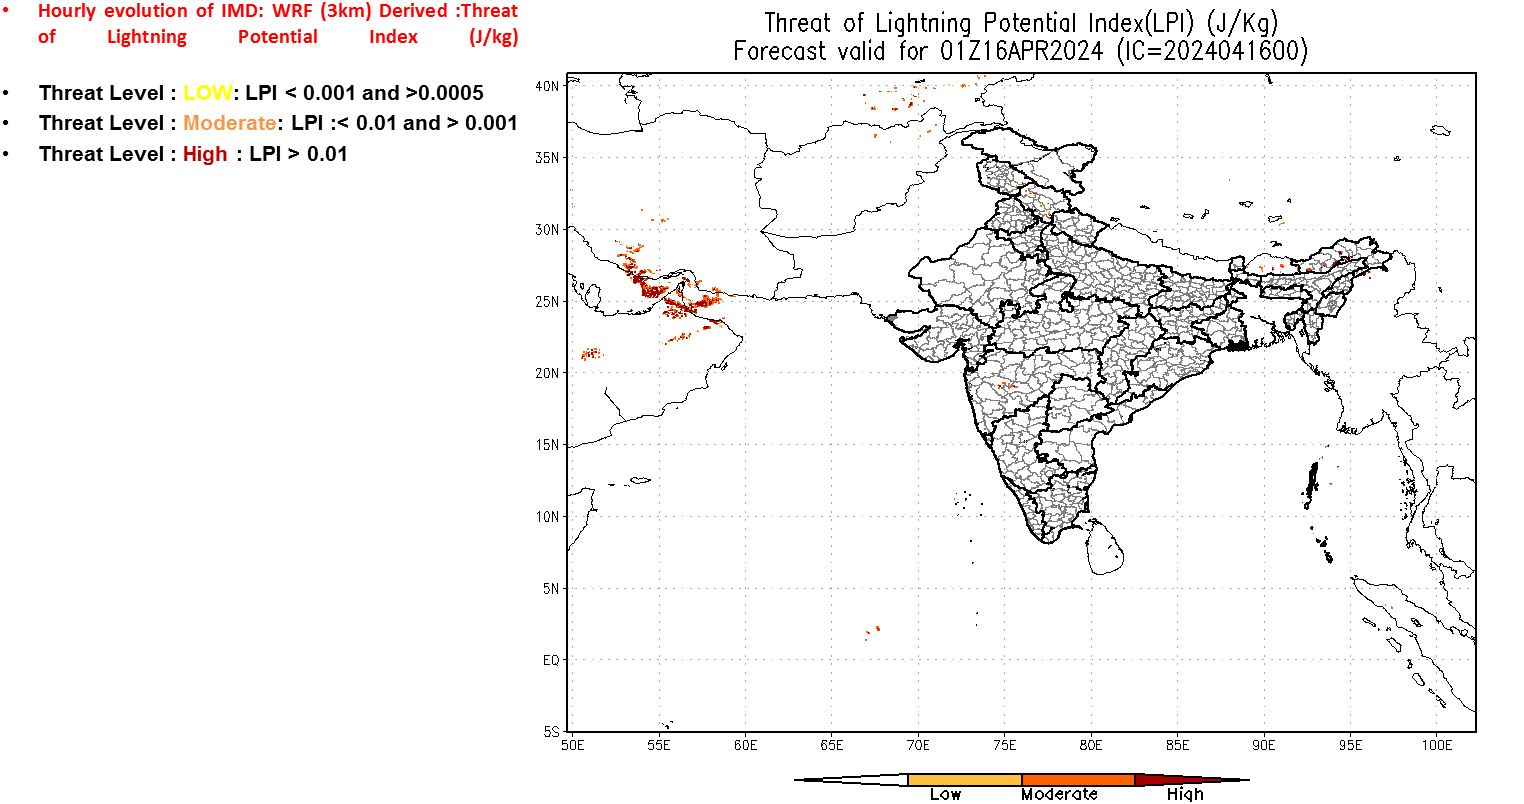 • Hourly evolution of IMD: WRF (3km) Derived :Threat
of Lightning Potential Index (J/kg)
• Threat Level : LOW: LPI < 0.001 and >0.0005
• Threat Level : Moderate: LPI :< 0.01 and > 0.001
• Threat Level : High : LPI > 0.01
Threat of Lightning Potential Index(LPI) (J/Kg)
Forecast valid for 01Z16APR2024 (IC=2024041600)
40N
35N
30N
25N
20N
15N
10N
5N
EQ
5S
50E 55E 60E 65E 70E 75E 80E 85E 90E 95E 100E
Low Moderate High